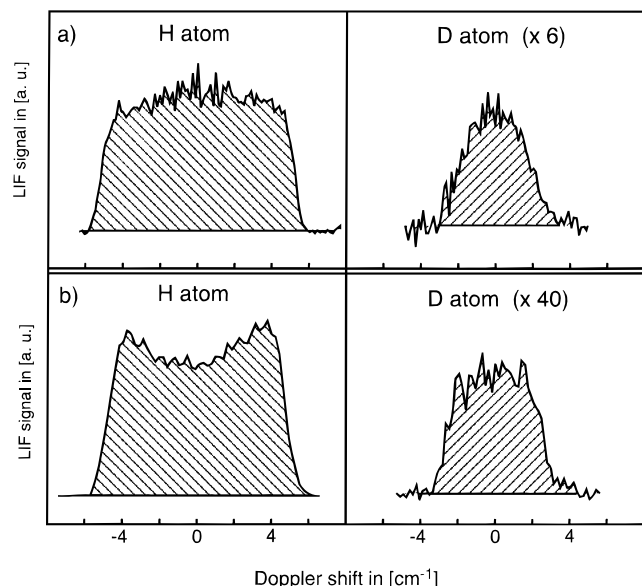 a) H atom
D atom (x 6)
LIF signal in [a. u.]
b) H atom
D atom (x 40)
LIF signal in [a. u.]
-4 0 4 -4 0 4
Doppler shift in [cm⁻¹]